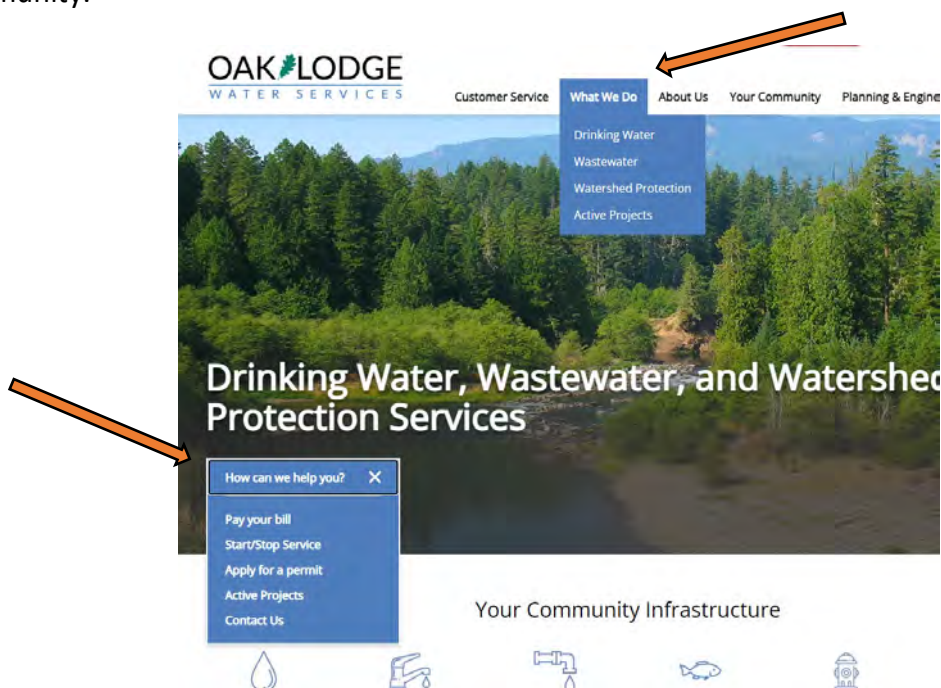 OAK LODGE
WATER SERVICES
Customer Service What We Do About Us Your Community Planning &
Drinking Water
Wastewater
Watershed Protection
Active Projects
Drinking Water, Wastewater, and Watershed
Protection Services
How can we help you? X
Pay your bill
Start/Stop Service
Apply for a permit
Active Projects
Contact Us
Your Community Infrastructure